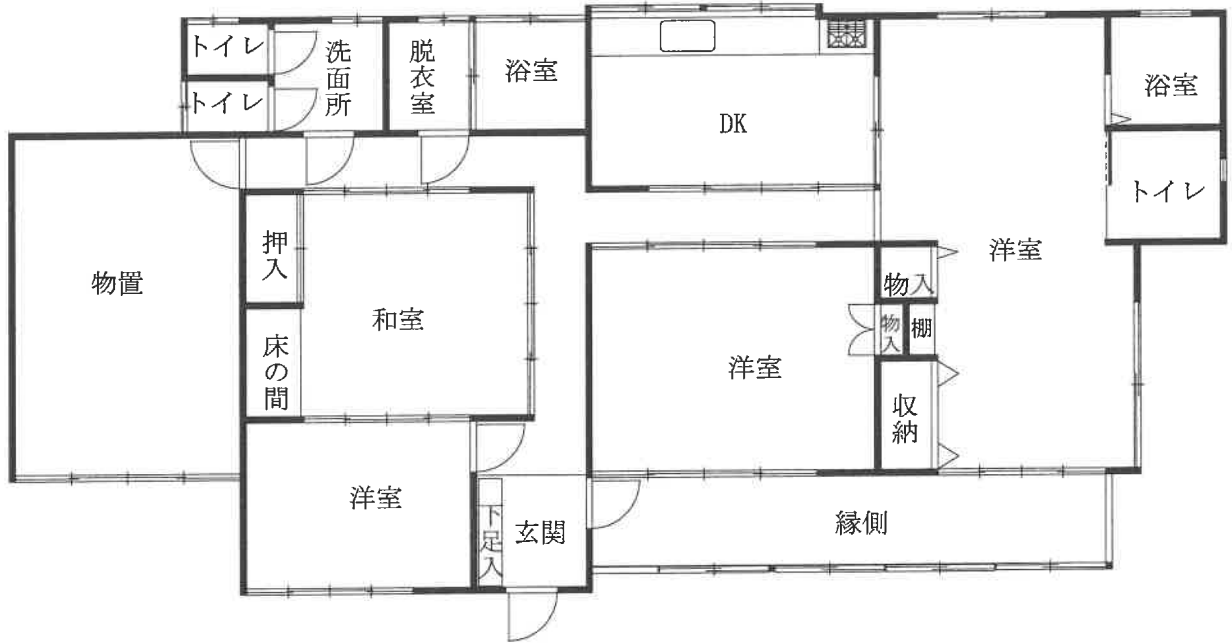 トイレ
洗面所
脱衣室
浴室
トイレ
DK
浴室
トイレ
物置
押入
和室
床の間
洋室
物入
物入
棚
洋室
収納
洋室
下足入
玄関
縁側